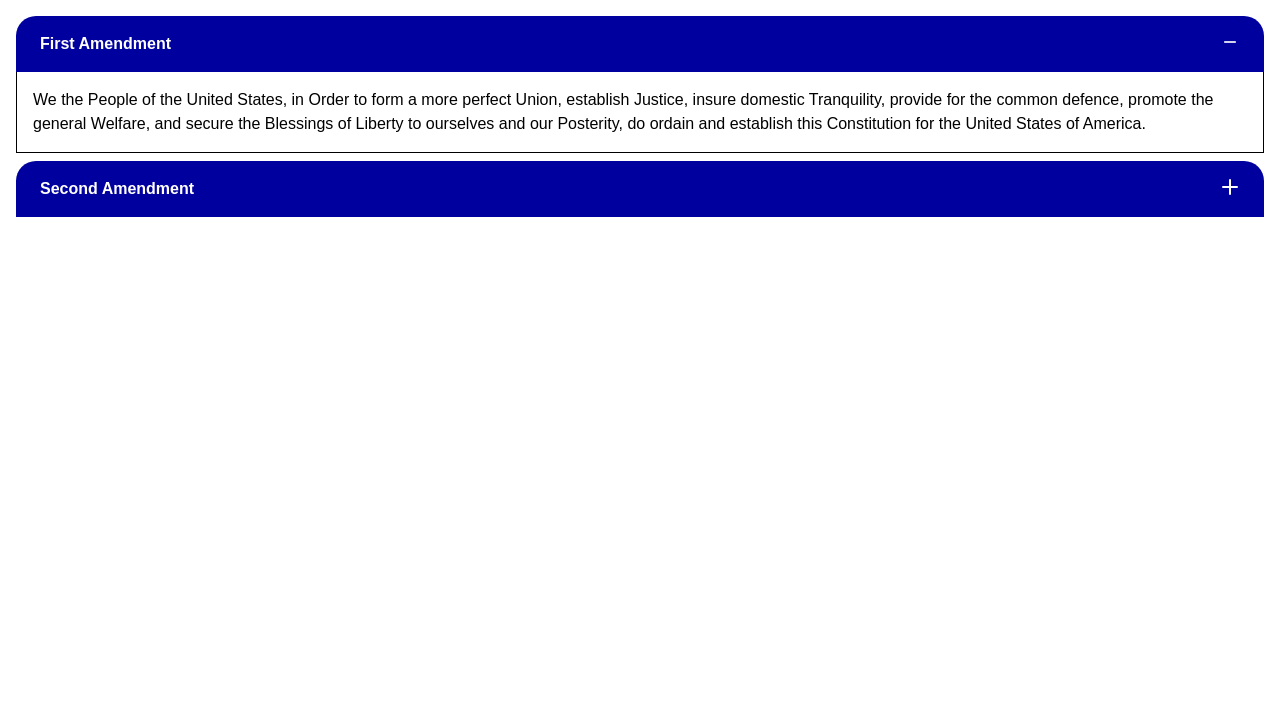 First Amendment
We the People of the United States, in Order to form a more perfect Union, establish Justice, insure domestic Tranquility, provide for the common defence, promote the
general Welfare, and secure the Blessings of Liberty to ourselves and our Posterity, do ordain and establish this Constitution for the United States of America.
Second Amendment